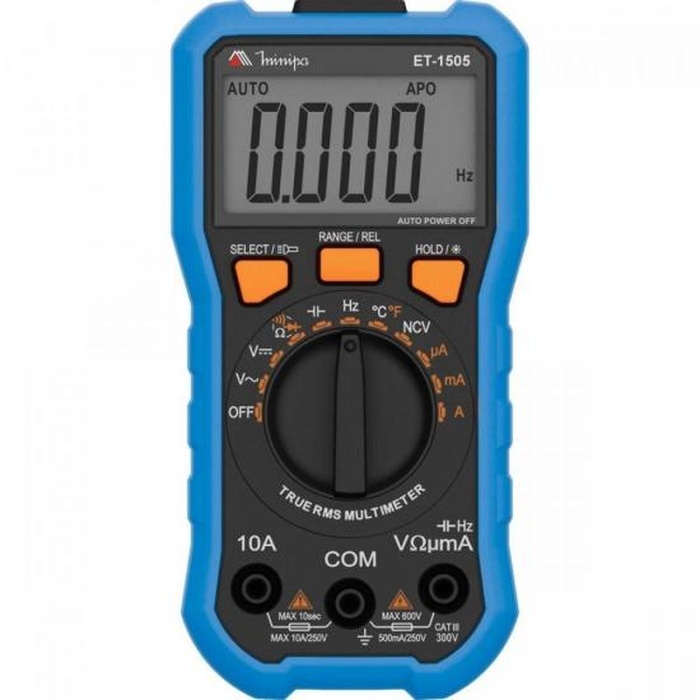 minipa ET-1505
AUTO APO
0.000 Hz
AUTO POWER OFF
RANGE / REL
SELECT / HOLD /
Hz
°C°F
Ω
NCV
V
µA
V
mA
OFF
A
TRUE RMS MULTIMETER
Hz
10A
COM
VΩµmA
MAX 10sec
MAX 600V
MAX 10A/250V
500mA/250V
CAT III
300V